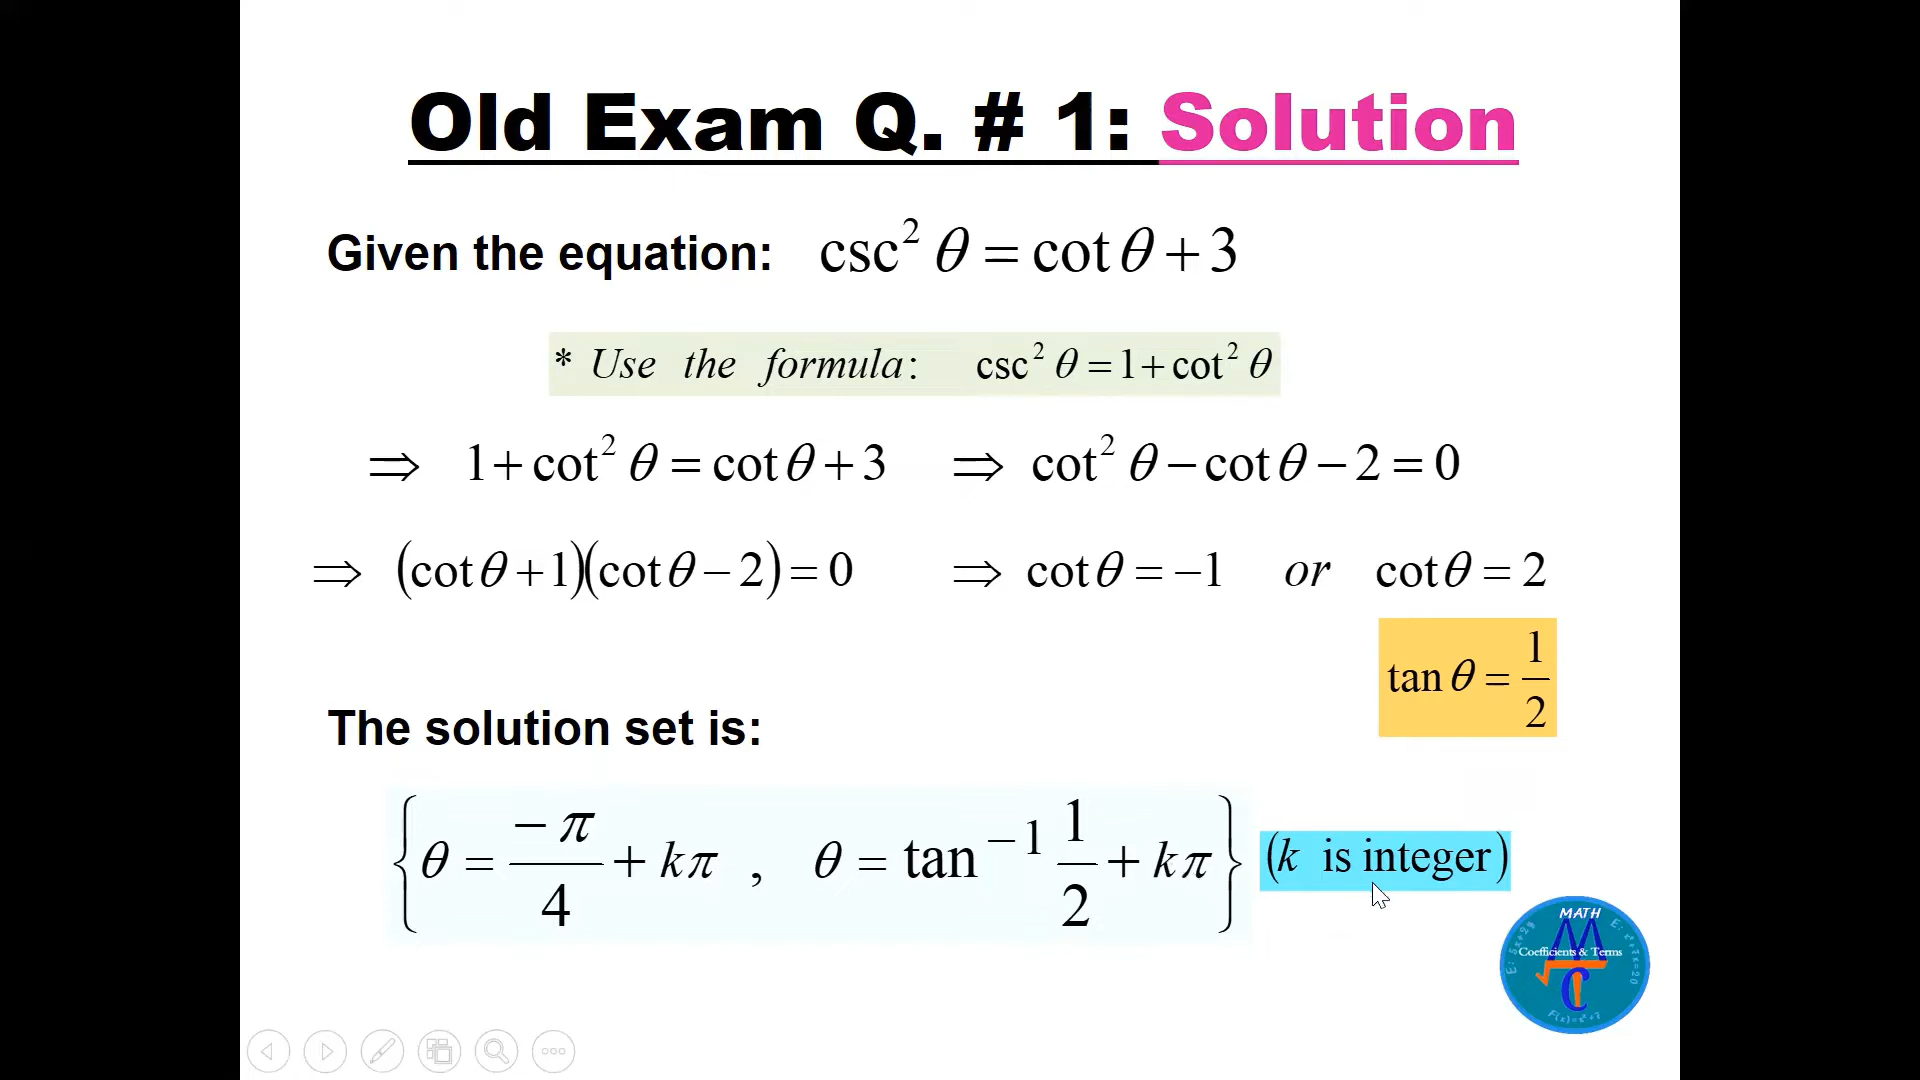 Old Exam Q. # 1: Solution
Given the equation: csc² θ = cot θ + 3
* Use the formula: csc² θ = 1 + cot² θ
⇒ 1 + cot² θ = cot θ + 3 ⇒ cot² θ − cot θ − 2 = 0
⇒ (cot θ + 1)(cot θ − 2) = 0 ⇒ cot θ = −1 or cot θ = 2
tan θ = 1/2
The solution set is:
{θ = −π/4 + kπ , θ = tan⁻¹ 1/2 + kπ} (k is integer)
MATH
Coefficients & Terms